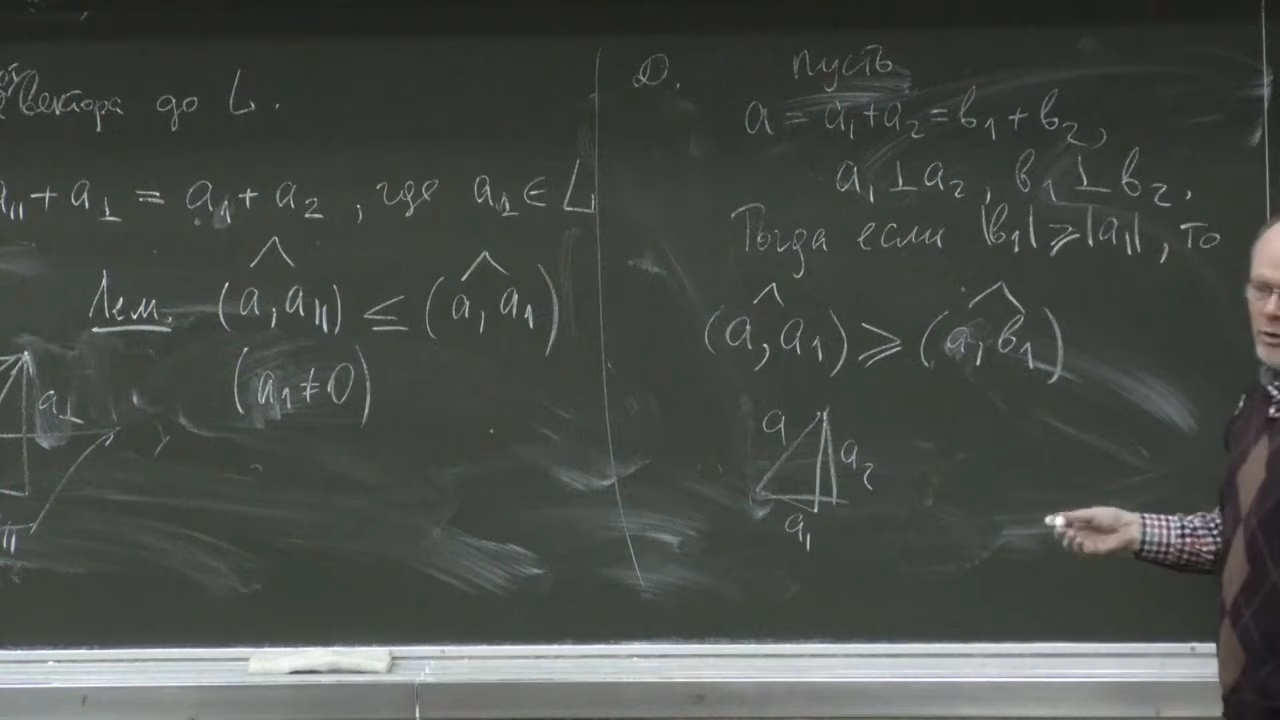 вектора до L.
a∥ + a⊥ = a₁ + a₂, где a₁ ∈ L
Лем. (a, a∥)^ ≤ (a, a₁)^
(a₁ ≠ 0)
a⊥
D.
пусть
a = a₁ + a₂ = b₁ + b₂,
a₁ ⊥ a₂, b₁ ⊥ b₂.
Тогда если |b₁| ⩾ |a₁|, то
(a, a₁)^ ⩾ (a, b₁)^
a
a₂
a₁